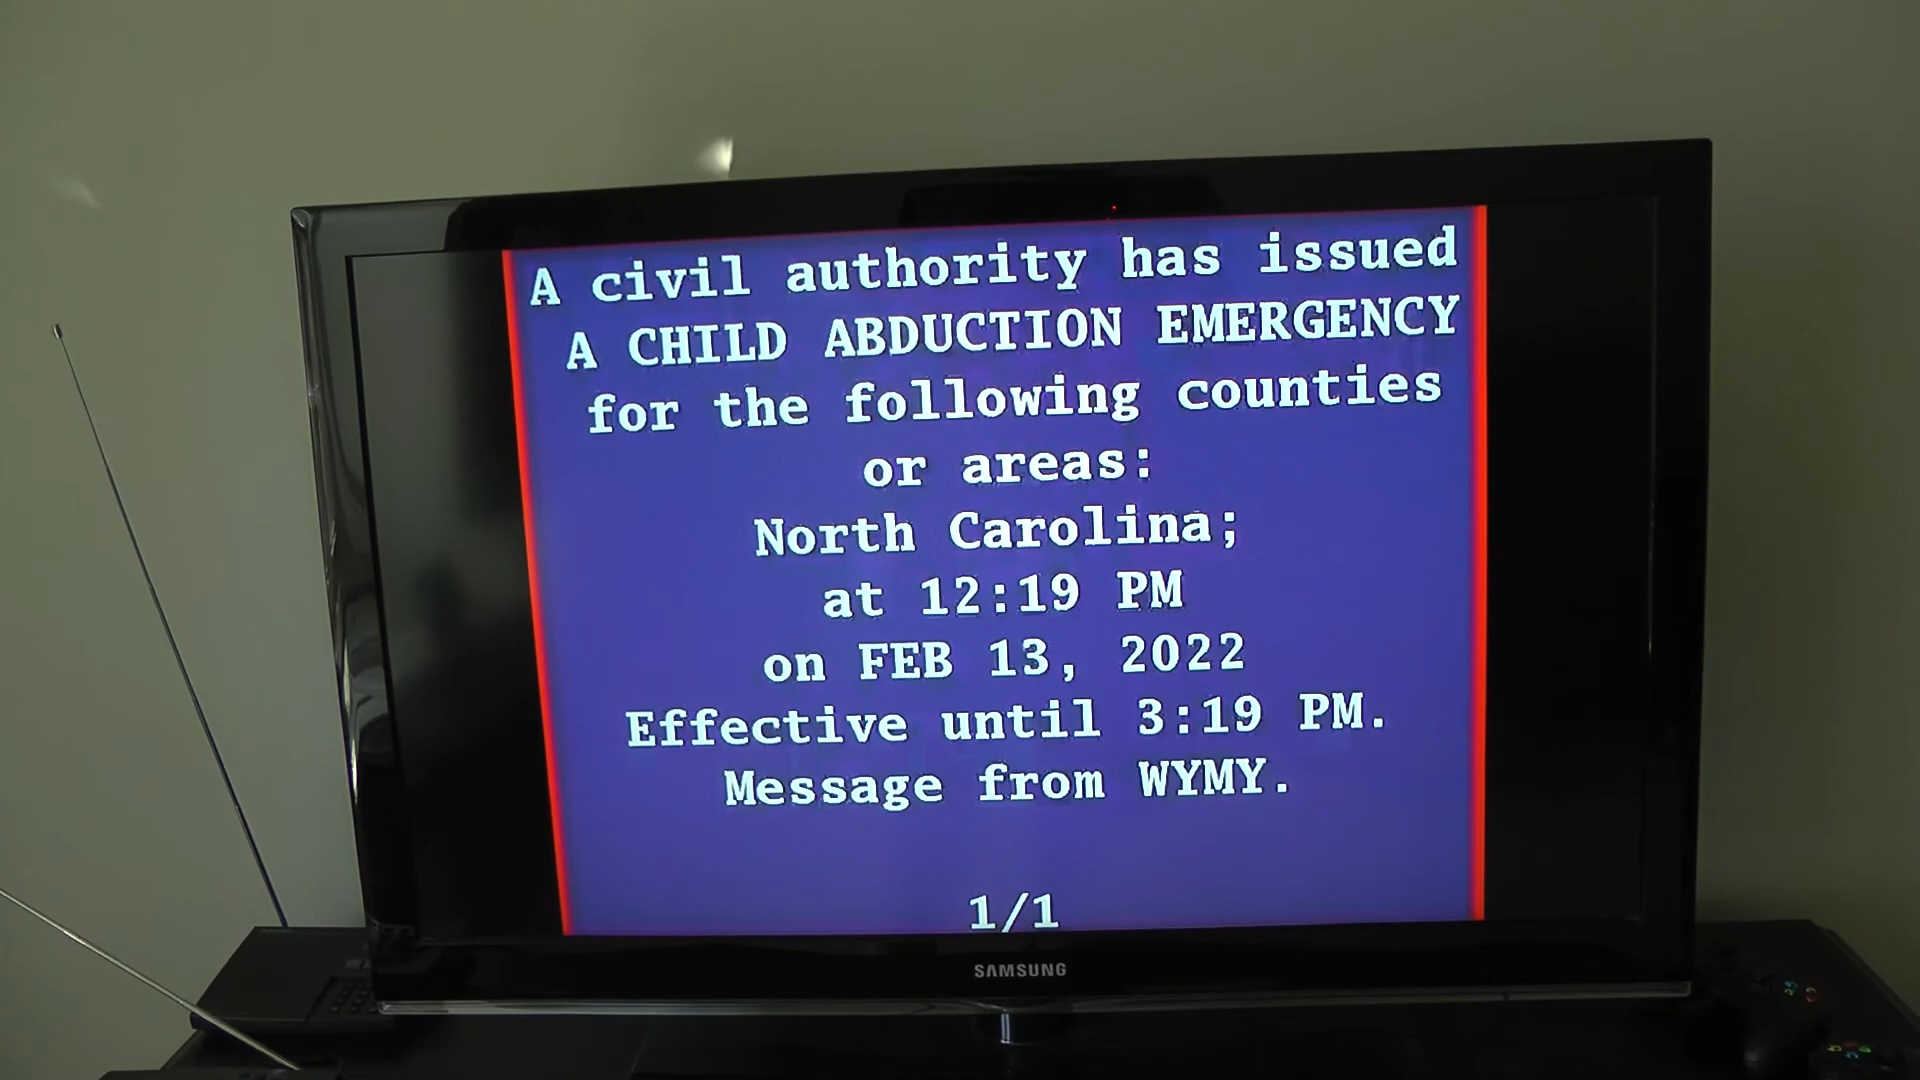 A civil authority has issued
A CHILD ABDUCTION EMERGENCY
for the following counties
or areas:
North Carolina;
at 12:19 PM
on FEB 13, 2022
Effective until 3:19 PM.
Message from WYMY.
1/1
SAMSUNG